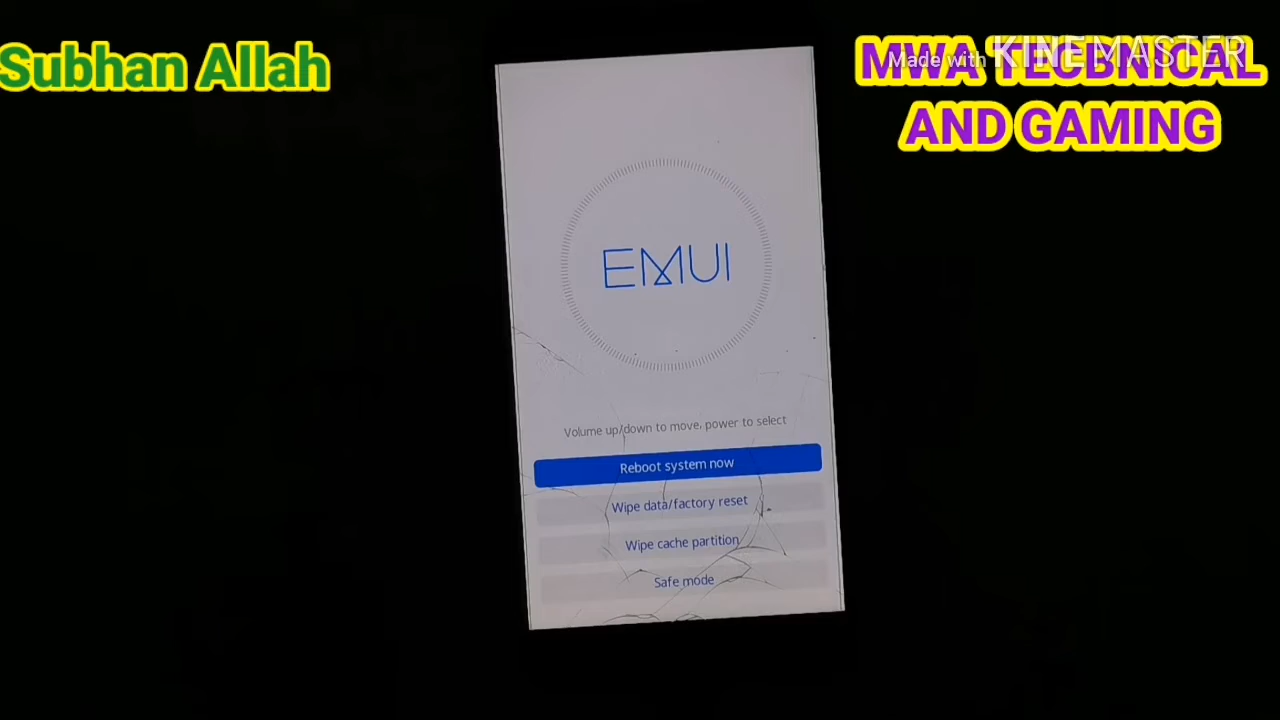 Subhan Allah
Made with KINEMASTER
MWA TECBNICAL
AND GAMING
EMUI
Volume up/down to move, power to select
Reboot system now
Wipe data/factory reset
Wipe cache partition
Safe mode